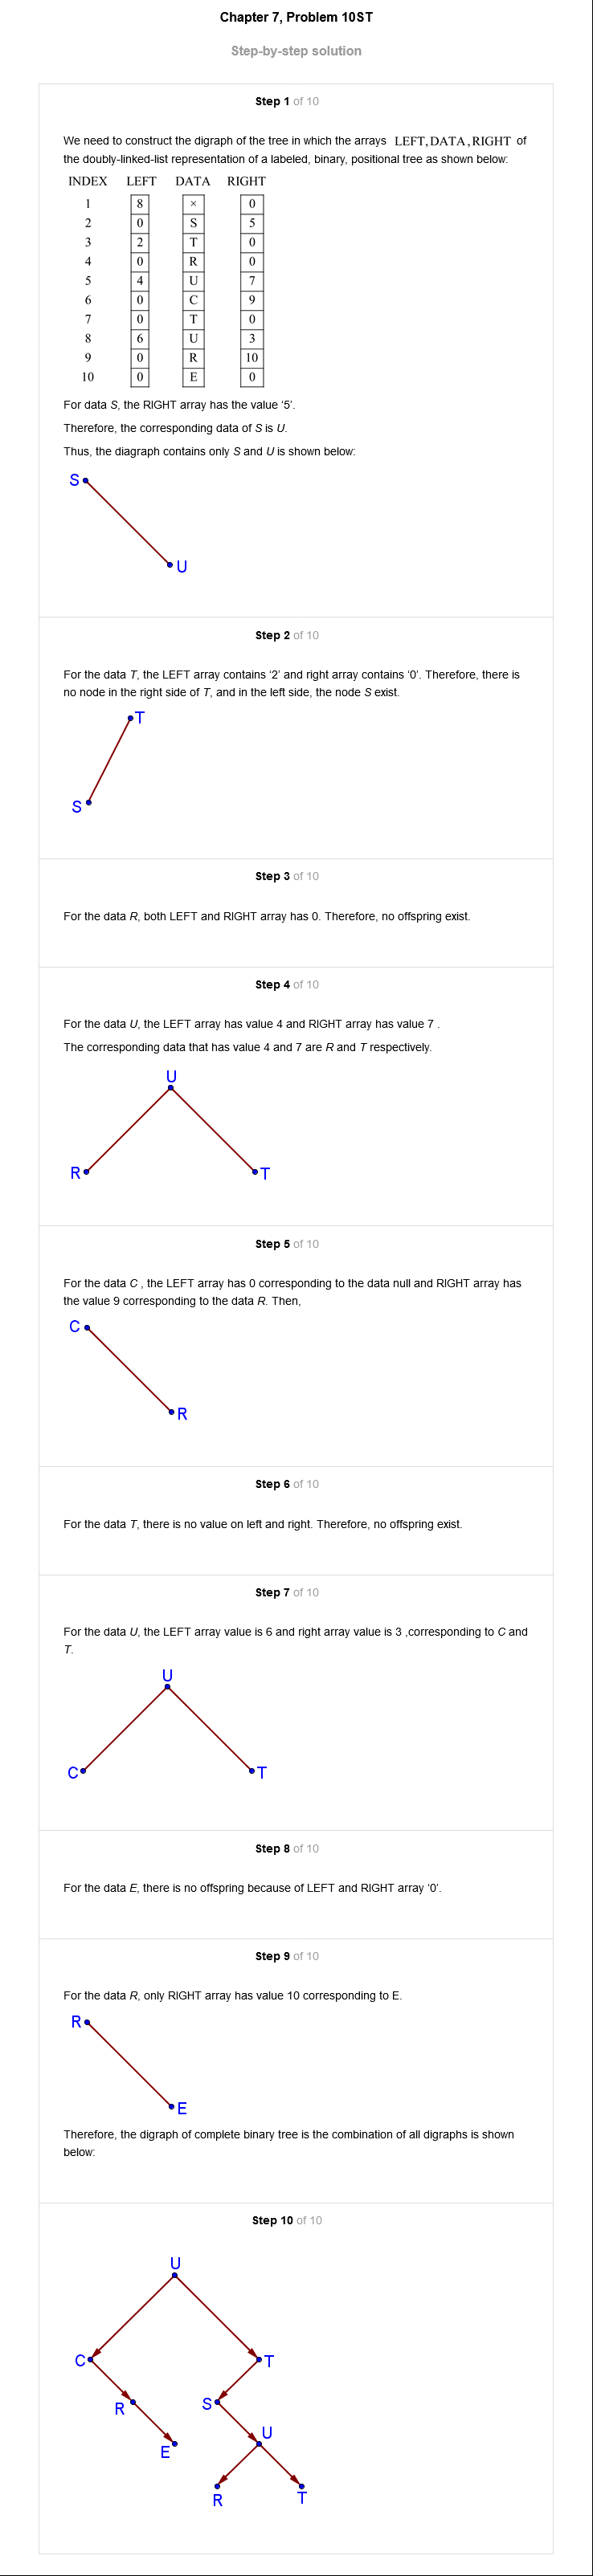 Chapter 7, Problem 10ST
Step-by-step solution
Step 1 of 10
We need to construct the digraph of the tree in which the arrays LEFT, DATA, RIGHT of
the doubly-linked-list representation of a labeled, binary, positional tree as shown below:
INDEX LEFT DATA RIGHT
1 8 × 0
2 0 S 5
3 2 T 0
4 0 R 0
5 4 U 7
6 0 C 9
7 0 T 0
8 6 U 3
9 0 R 10
10 0 E 0
For data S, the RIGHT array has the value ‘5’.
Therefore, the corresponding data of S is U.
Thus, the diagraph contains only S and U is shown below:
S
U
Step 2 of 10
For the data T, the LEFT array contains ‘2’ and right array contains ‘0’. Therefore, there is
no node in the right side of T, and in the left side, the node S exist.
T
S
Step 3 of 10
For the data R, both LEFT and RIGHT array has 0. Therefore, no offspring exist.
Step 4 of 10
For the data U, the LEFT array has value 4 and RIGHT array has value 7 .
The corresponding data that has value 4 and 7 are R and T respectively.
U
R T
Step 5 of 10
For the data C , the LEFT array has 0 corresponding to the data null and RIGHT array has
the value 9 corresponding to the data R. Then,
C
R
Step 6 of 10
For the data T, there is no value on left and right. Therefore, no offspring exist.
Step 7 of 10
For the data U, the LEFT array value is 6 and right array value is 3 ,corresponding to C and
T.
U
C T
Step 8 of 10
For the data E, there is no offspring because of LEFT and RIGHT array ‘0’.
Step 9 of 10
For the data R, only RIGHT array has value 10 corresponding to E.
R
E
Therefore, the digraph of complete binary tree is the combination of all digraphs is shown
below:
Step 10 of 10
U
C T
R S
E U
R T